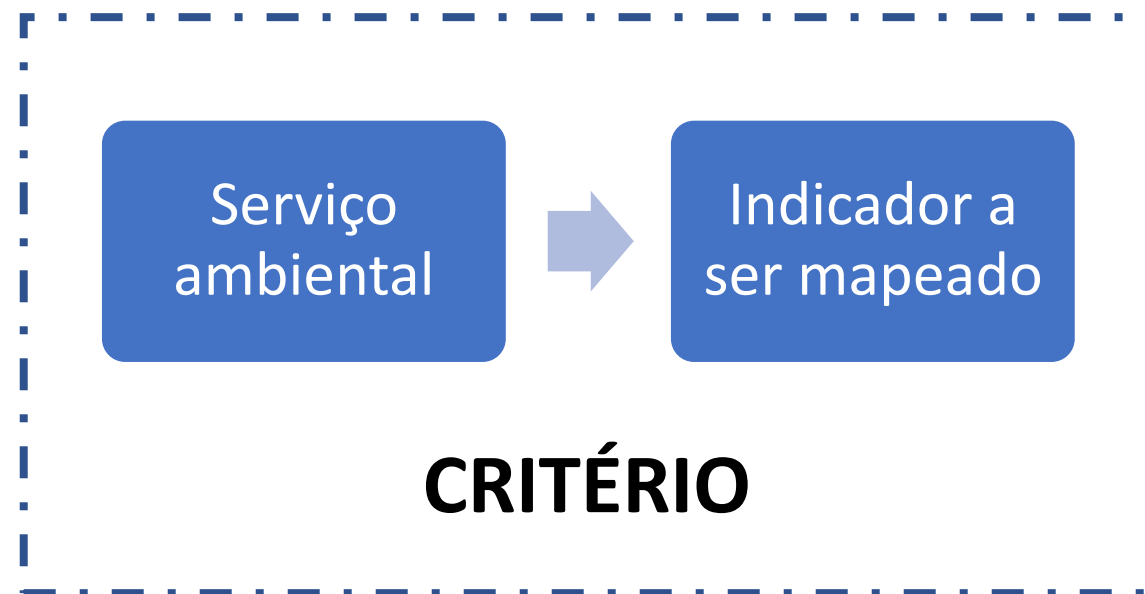 Serviço
ambiental
Indicador a
ser mapeado
CRITÉRIO